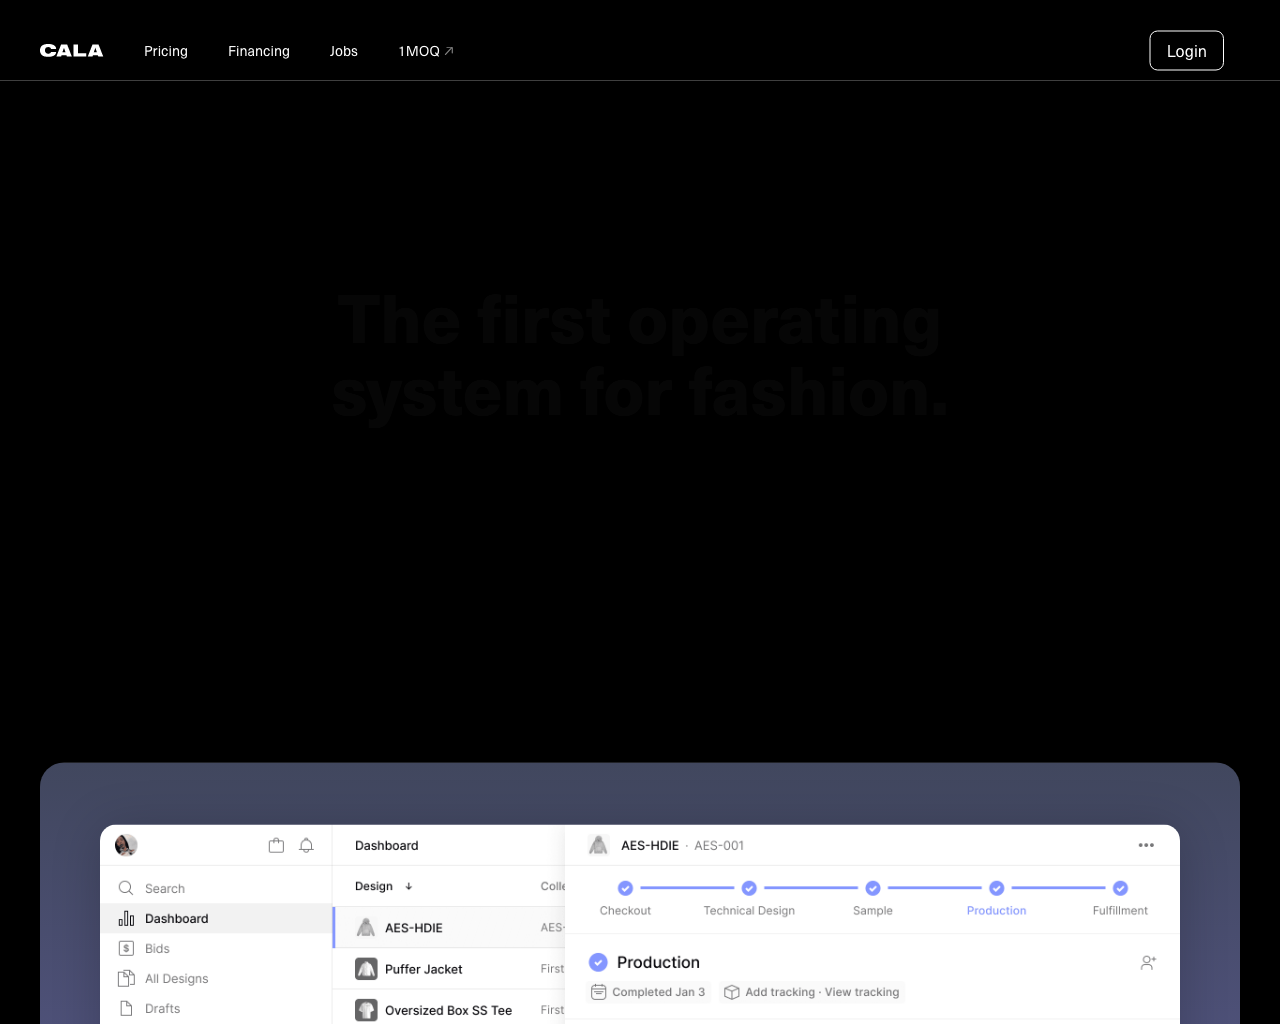 CALA
Pricing
Financing
Jobs
1MOQ ↗
Login
The first operating
system for fashion.
Dashboard
AES-HDIE · AES-001
Search
Design ↓
Colle
Checkout
Technical Design
Sample
Production
Fulfillment
Dashboard
AES-HDIE
AES-
Bids
Puffer Jacket
First
Production
All Designs
Completed Jan 3
Add tracking · View tracking
Drafts
Oversized Box SS Tee
First